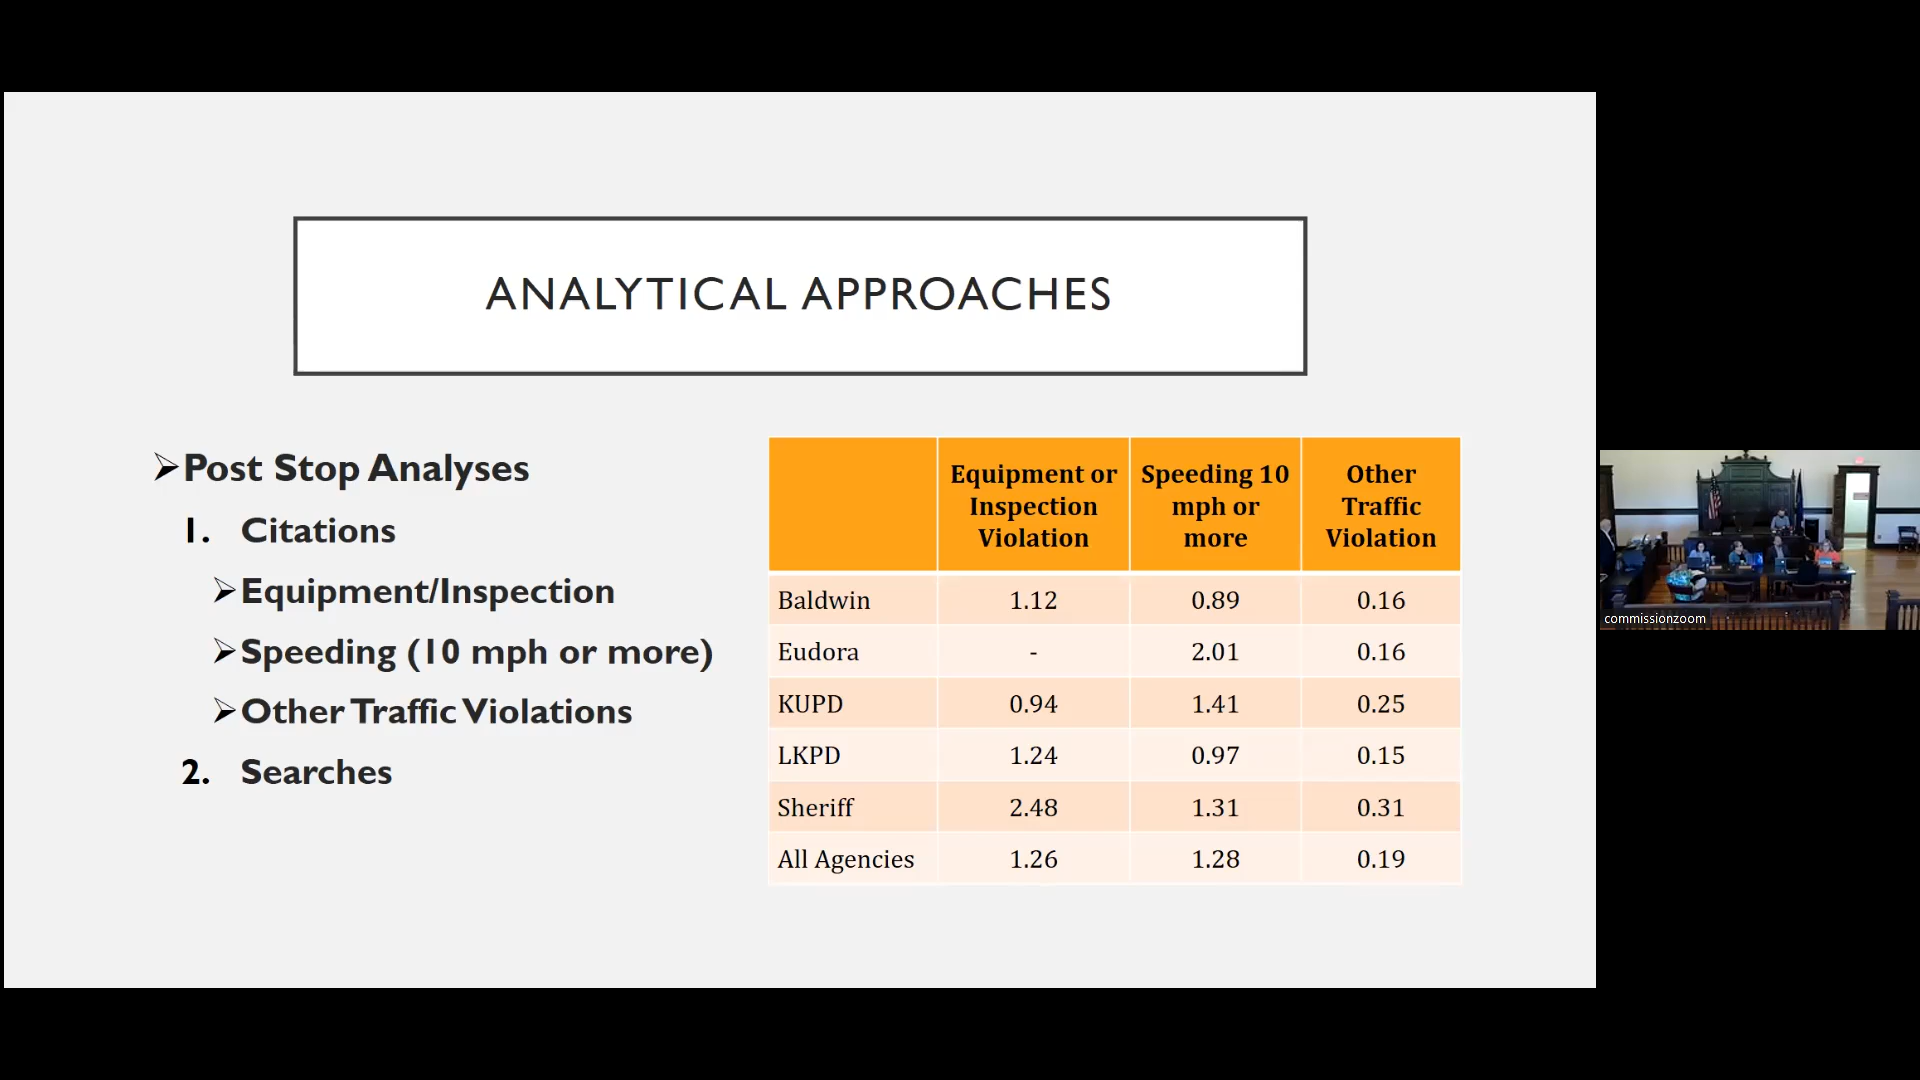 ANALYTICAL APPROACHES
➢Post Stop Analyses
1. Citations
➢Equipment/Inspection
➢Speeding (10 mph or more)
➢Other Traffic Violations
2. Searches
Equipment or Inspection Violation Speeding 10 mph or more Other Traffic Violation
Baldwin 1.12 0.89 0.16
Eudora - 2.01 0.16
KUPD 0.94 1.41 0.25
LKPD 1.24 0.97 0.15
Sheriff 2.48 1.31 0.31
All Agencies 1.26 1.28 0.19
commissionzoom